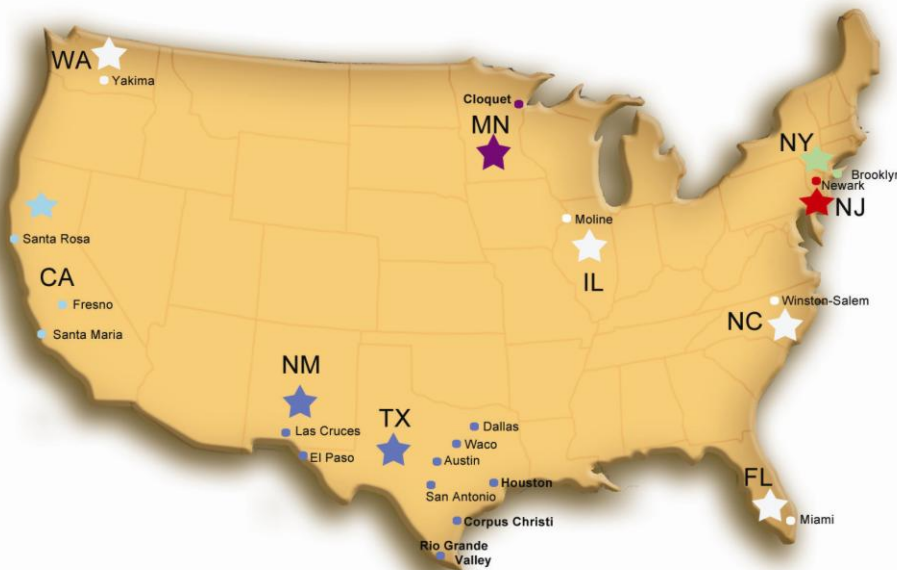 WA
Yakima
Cloquet
MN
NY
Brooklyn
Newark
NJ
Moline
IL
Santa Rosa
CA
Fresno
Santa Maria
Winston-Salem
NC
NM
Las Cruces
El Paso
TX
Dallas
Waco
Austin
San Antonio
Houston
Corpus Christi
Rio Grande
Valley
FL
Miami